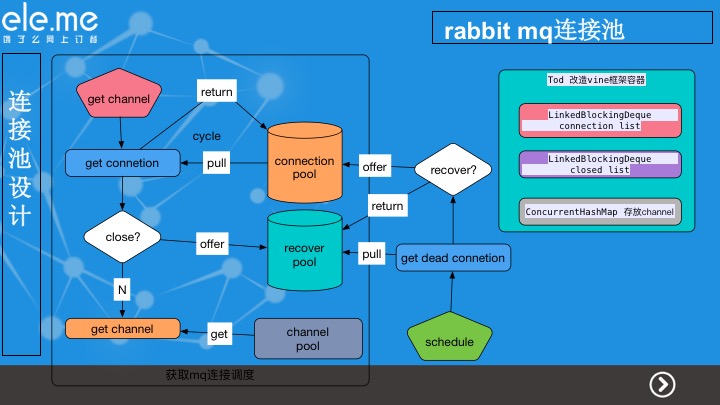 ele.me
饿了么网上订餐
rabbit mq连接池
连接池设计
get channel
return
cycle
get connetion
pull
connection
pool
offer
recover?
return
close?
offer
recover
pool
pull
get dead connetion
N
get channel
get
channel
pool
schedule
获取mq连接调度
Tod 改造vine框架容器
LinkedBlockingDeque
connection list
LinkedBlockingDeque
closed list
ConcurrentHashMap 存放channel